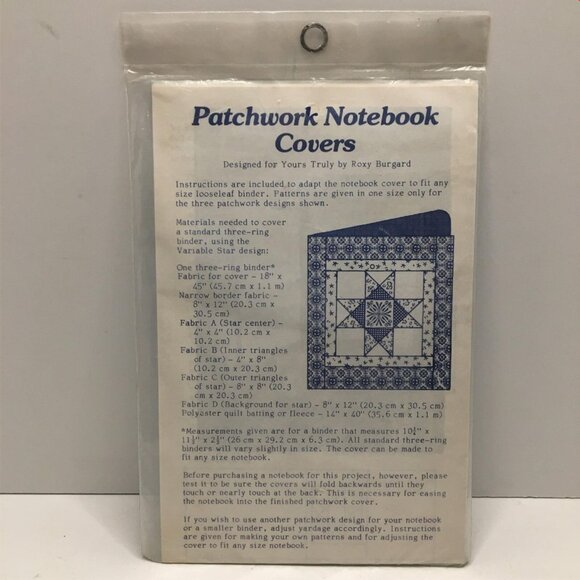 Patchwork Notebook
Covers
Designed for Yours Truly by Roxy Burgard
Instructions are included to adapt the notebook cover to fit any
size looseleaf binder. Patterns are given in one size only for
the three patchwork designs shown.
Materials needed to cover
a standard three-ring
binder, using the
Variable Star design:
One three-ring binder*
Fabric for cover - 18" x
45" (45.7 cm x 1.1 m)
Narrow border fabric -
8" x 12" (20.3 cm x
30.5 cm)
Fabric A (Star center) -
4" x 4" (10.2 cm x
10.2 cm)
Fabric B (Inner triangles
of star) - 4" x 8"
(10.2 cm x 20.3 cm)
Fabric C (Outer triangles
of star) - 8" x 8" (20.3
cm x 20.3 cm)
Fabric D (Background for star) - 8" x 12" (20.3 cm x 30.5 cm)
Polyester quilt batting or fleece - 14" x 40" (35.6 cm x 1.1 m)
*Measurements given are for a binder that measures 10¼" x
11½" x 2½" (26 cm x 29.2 cm x 6.3 cm). All standard three-ring
binders will vary slightly in size. The cover can be made to
fit any size notebook.
Before purchasing a notebook for this project, however, please
test it to be sure the covers will fold backwards until they
touch or nearly touch at the back. This is necessary for easing
the notebook into the finished patchwork cover.
If you wish to use another patchwork design for your notebook
or a smaller binder, adjust yardage accordingly. Instructions
are given for making your own patterns and for adjusting the
cover to fit any size notebook.